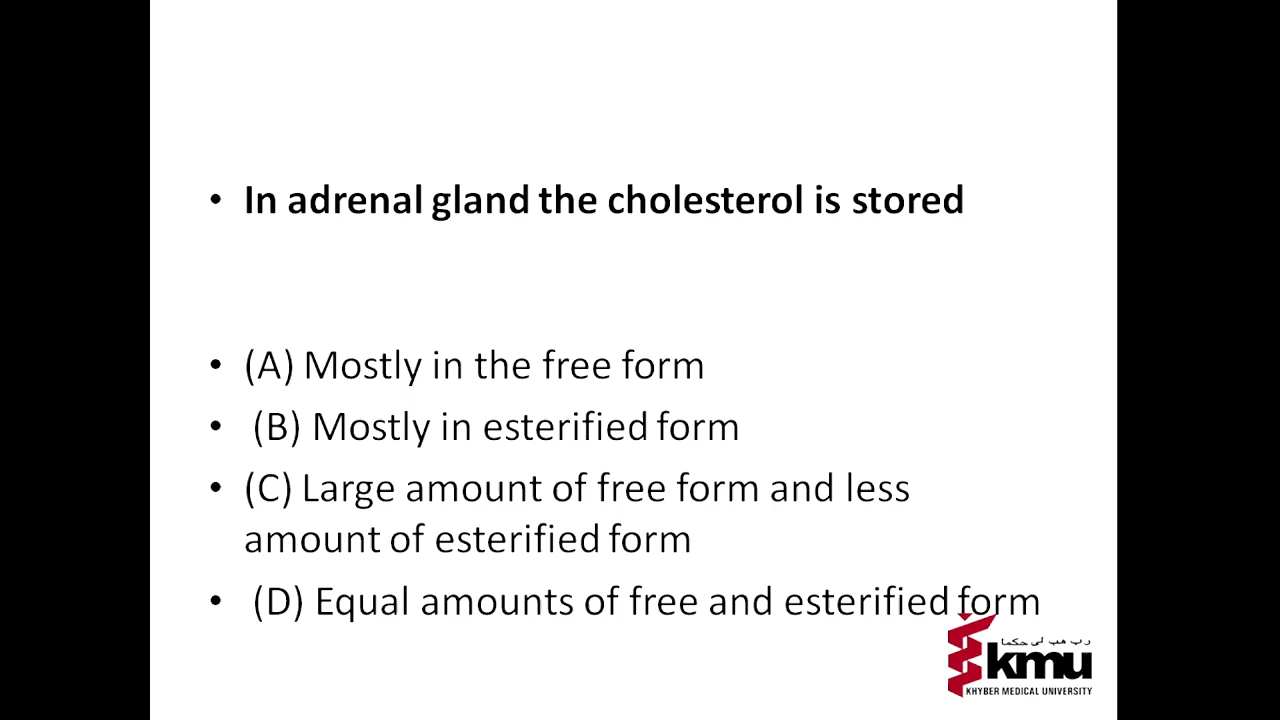 • In adrenal gland the cholesterol is stored
• (A) Mostly in the free form
• (B) Mostly in esterified form
• (C) Large amount of free form and less
amount of esterified form
• (D) Equal amounts of free and esterified form
kmu
KHYBER MEDICAL UNIVERSITY